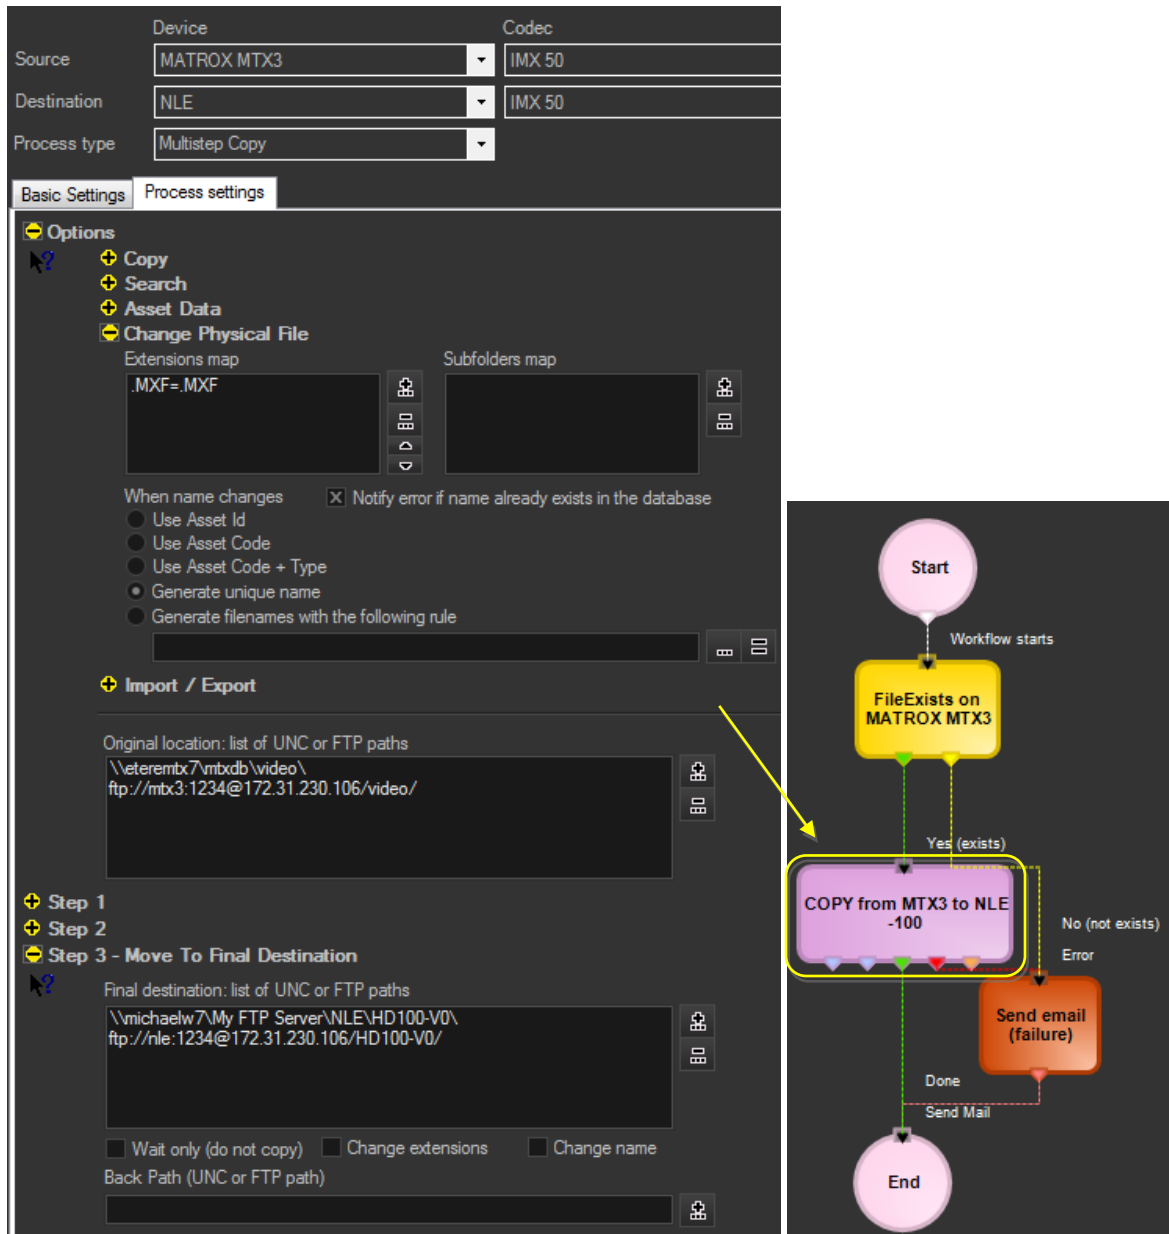 Device Codec
Source MATROX MTX3 IMX 50
Destination NLE IMX 50
Process type Multistep Copy
Basic Settings Process settings
Options
Copy
Search
Asset Data
Change Physical File
Extensions map Subfolders map
.MXF=.MXF
When name changes Notify error if name already exists in the database
Use Asset Id
Use Asset Code
Use Asset Code + Type
Generate unique name
Generate filenames with the following rule
Import / Export
Original location: list of UNC or FTP paths
\\eteremtx7\mtxdb\video\
ftp://mtx3:1234@172.31.230.106/video/
Step 1
Step 2
Step 3 - Move To Final Destination
Final destination: list of UNC or FTP paths
\\michaelw7\My FTP Server\NLE\HD100-V0\
ftp://nle:1234@172.31.230.106/HD100-V0/
Wait only (do not copy) Change extensions Change name
Back Path (UNC or FTP path)
Start
Workflow starts
FileExists on
MATROX MTX3
Yes (exists)
COPY from MTX3 to NLE
-100
No (not exists)
Error
Send email
(failure)
Done
Send Mail
End